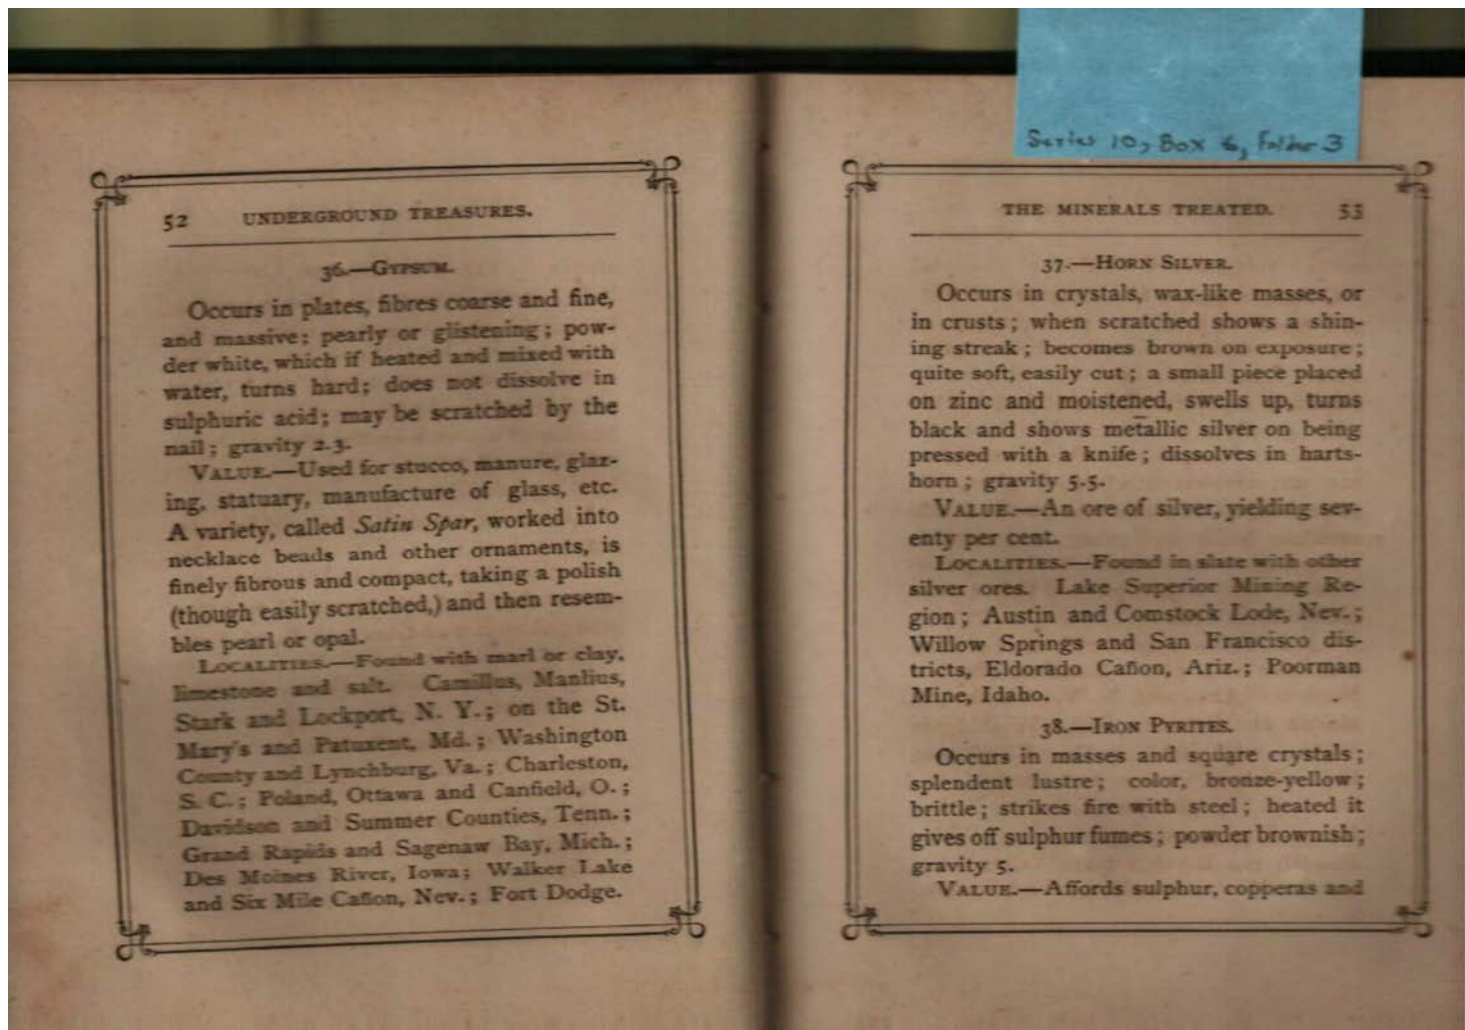 Series 10, Box 6, Folder 3
52 UNDERGROUND TREASURES.
36.—GYPSUM.
Occurs in plates, fibres coarse and fine,
and massive; pearly or glistening; pow-
der white, which if heated and mixed with
water, turns hard; does not dissolve in
sulphuric acid; may be scratched by the
nail; gravity 2.3.
VALUE.—Used for stucco, manure, glaz-
ing, statuary, manufacture of glass, etc.
A variety, called Satin Spar, worked into
necklace beads and other ornaments, is
finely fibrous and compact, taking a polish
(though easily scratched,) and then resem-
bles pearl or opal.
LOCALITIES.—Found with marl or clay,
limestone and salt. Camillus, Manlius,
Stark and Lockport, N. Y.; on the St.
Mary's and Patuxent, Md.; Washington
County and Lynchburg, Va.; Charleston,
S. C.; Poland, Ottawa and Canfield, O.;
Davidson and Summer Counties, Tenn.;
Grand Rapids and Sagenaw Bay, Mich.;
Des Moines River, Iowa; Walker Lake
and Six Mile Cañon, Nev.; Fort Dodge.
THE MINERALS TREATED. 53
37.—HORN SILVER.
Occurs in crystals, wax-like masses, or
in crusts; when scratched shows a shin-
ing streak; becomes brown on exposure;
quite soft, easily cut; a small piece placed
on zinc and moistened, swells up, turns
black and shows metallic silver on being
pressed with a knife; dissolves in harts-
horn; gravity 5.5.
VALUE.—An ore of silver, yielding sev-
enty per cent.
LOCALITIES.—Found in slate with other
silver ores. Lake Superior Mining Re-
gion; Austin and Comstock Lode, Nev.;
Willow Springs and San Francisco dis-
tricts, Eldorado Cañon, Ariz.; Poorman
Mine, Idaho.
38.—IRON PYRITES.
Occurs in masses and square crystals;
splendent lustre; color, bronze-yellow;
brittle; strikes fire with steel; heated it
gives off sulphur fumes; powder brownish;
gravity 5.
VALUE.—Affords sulphur, copperas and